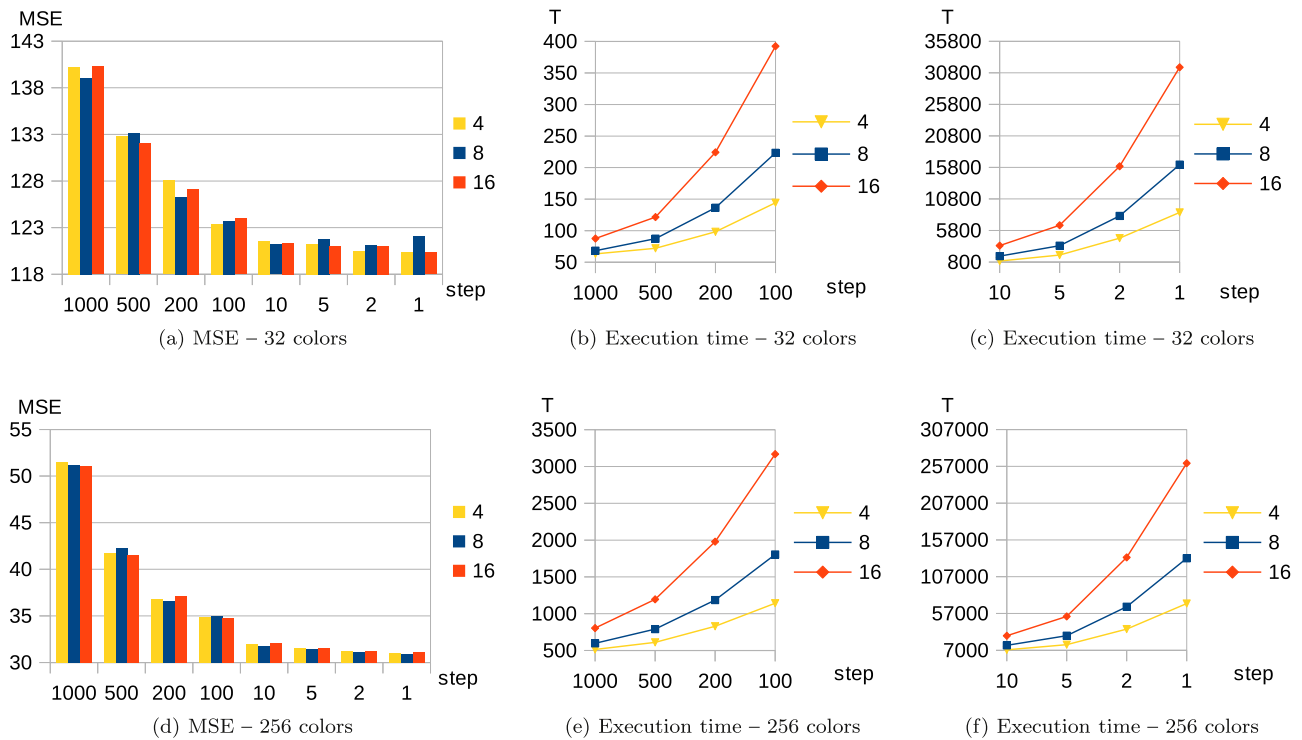 MSE
143
138
133
128
123
118
1000 500 200 100 10 5 2 1
step
4
8
16
(a) MSE – 32 colors
T
400
350
300
250
200
150
100
50
1000 500 200 100
step
4
8
16
(b) Execution time – 32 colors
T
35800
30800
25800
20800
15800
10800
5800
800
10 5 2 1
step
4
8
16
(c) Execution time – 32 colors
MSE
55
50
45
40
35
30
1000 500 200 100 10 5 2 1
step
4
8
16
(d) MSE – 256 colors
T
3500
3000
2500
2000
1500
1000
500
1000 500 200 100
step
4
8
16
(e) Execution time – 256 colors
T
307000
257000
207000
157000
107000
57000
7000
10 5 2 1
step
4
8
16
(f) Execution time – 256 colors